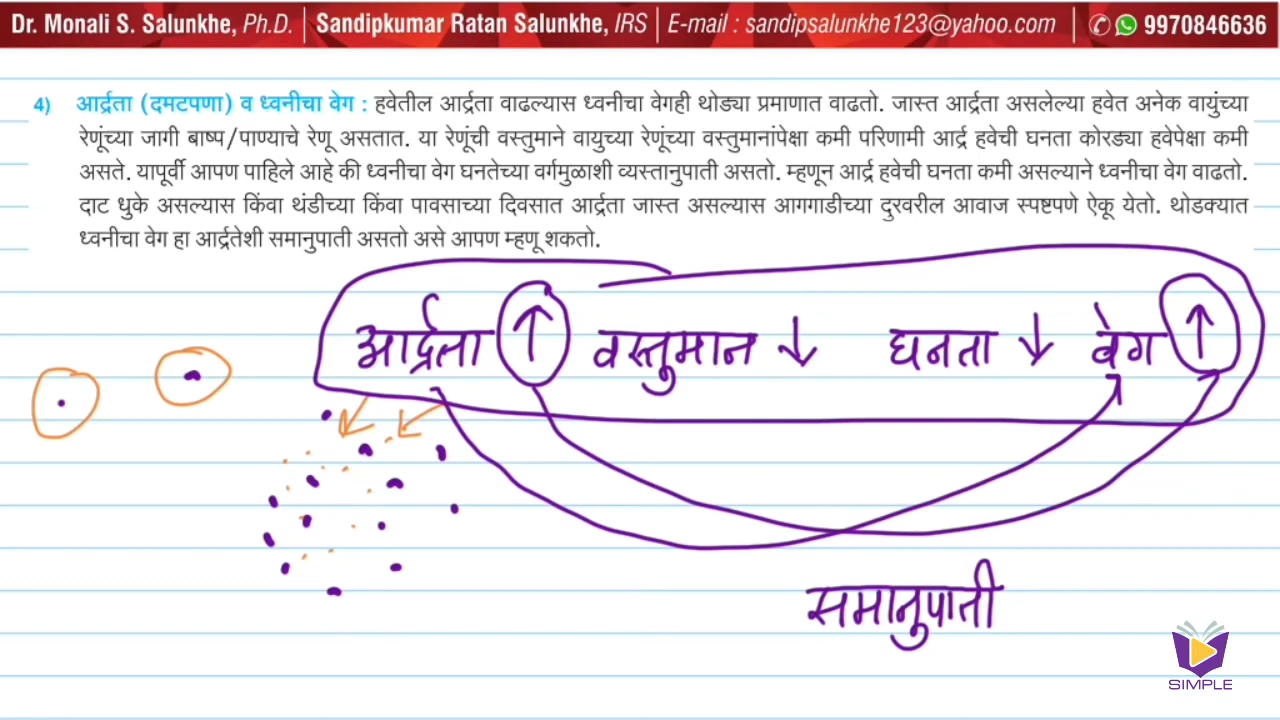 Dr. Monali S. Salunkhe, Ph.D. | Sandipkumar Ratan Salunkhe, IRS | E-mail : sandipsalunkhe123@yahoo.com | 9970846636
4) आर्द्रता (दमटपणा) व ध्वनीचा वेग : हवेतील आर्द्रता वाढल्यास ध्वनीचा वेगही थोड्या प्रमाणात वाढतो. जास्त आर्द्रता असलेल्या हवेत अनेक वायुंच्या
रेणूंच्या जागी बाष्प/पाण्याचे रेणू असतात. या रेणूंची वस्तुमाने वायुच्या रेणूंच्या वस्तुमानांपेक्षा कमी परिणामी आर्द्र हवेची घनता कोरड्या हवेपेक्षा कमी
असते. यापूर्वी आपण पाहिले आहे की ध्वनीचा वेग घनतेच्या वर्गमुळाशी व्यस्तानुपाती असतो. म्हणून आर्द्र हवेची घनता कमी असल्याने ध्वनीचा वेग वाढतो.
दाट धुके असल्यास किंवा थंडीच्या किंवा पावसाच्या दिवसात आर्द्रता जास्त असल्यास आगगाडीच्या दुरवरील आवाज स्पष्टपणे ऐकू येतो. थोडक्यात
ध्वनीचा वेग हा आर्द्रतेशी समानुपाती असतो असे आपण म्हणू शकतो.
आर्द्रता ↑ वस्तुमान ↓ घनता ↓ वेग ↑
समानुपाती
SIMPLE